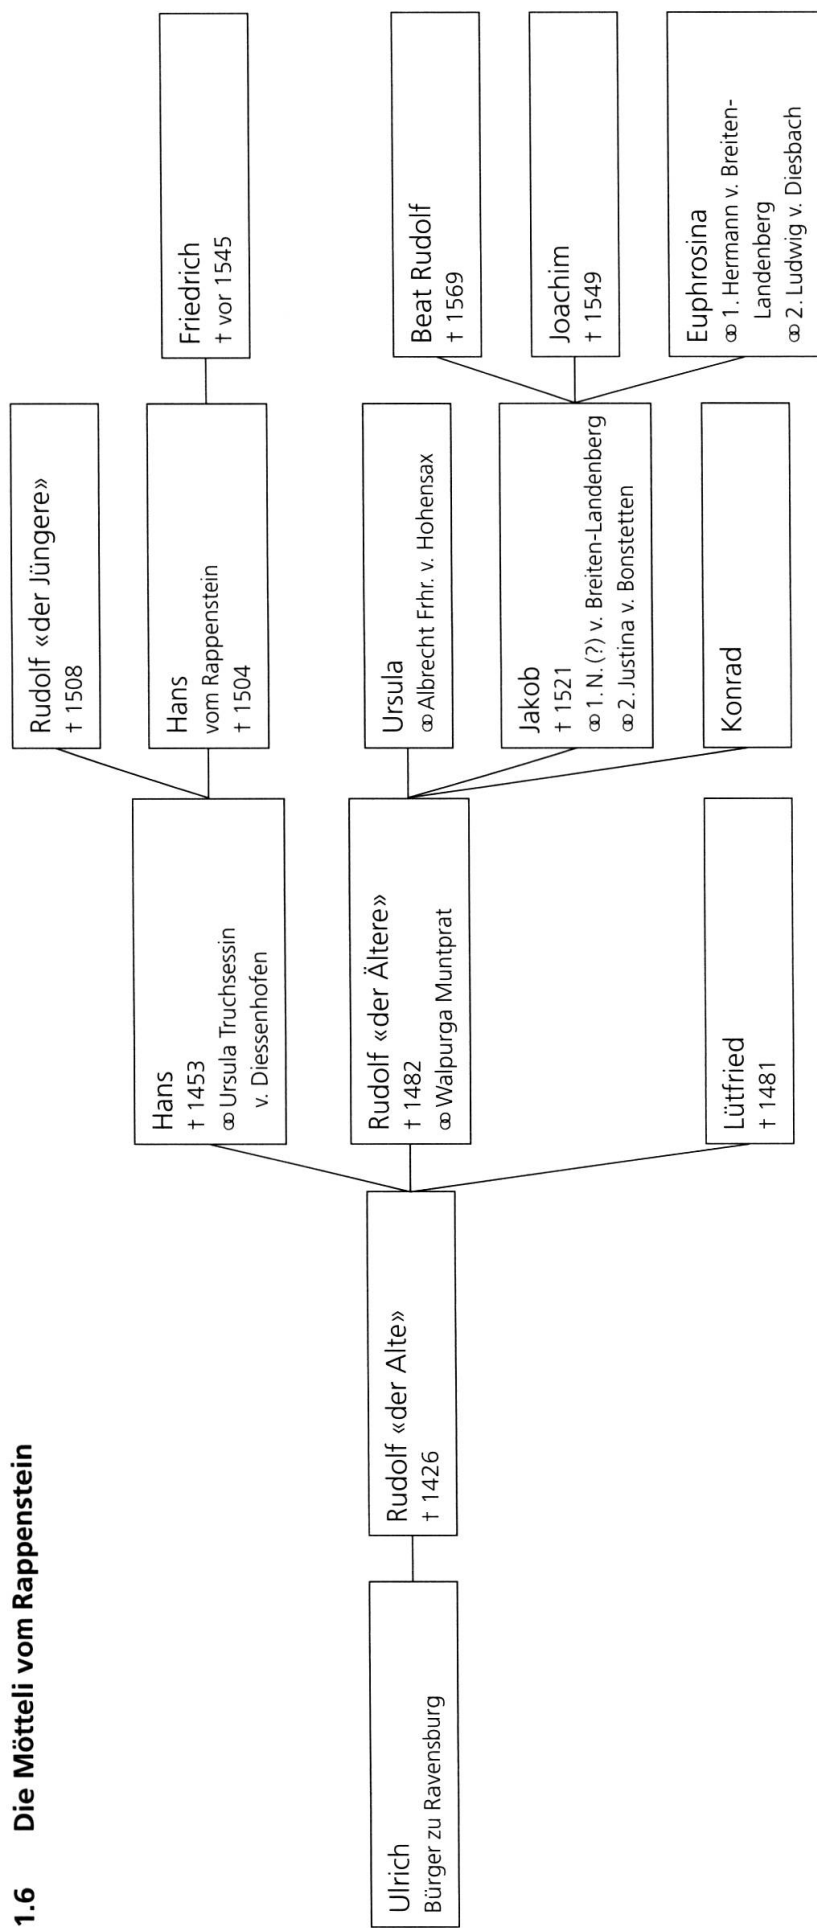 1.6 Die Mötteli vom Rappenstein
Ulrich
Bürger zu Ravensburg
Rudolf «der Alte»
† 1426
Hans
† 1453
⚭ Ursula Truchsessin
v. Diessenhofen
Rudolf «der Ältere»
† 1482
⚭ Walpurga Muntprat
Lütfried
† 1481
Rudolf «der Jüngere»
† 1508
Hans
vom Rappenstein
† 1504
Ursula
⚭ Albrecht Frhr. v. Hohensax
Jakob
† 1521
⚭ 1. N. (?) v. Breiten-Landenberg
⚭ 2. Justina v. Bonstetten
Konrad
Friedrich
† vor 1545
Beat Rudolf
† 1569
Joachim
† 1549
Euphrosina
⚭ 1. Hermann v. Breiten-
Landenberg
⚭ 2. Ludwig v. Diesbach